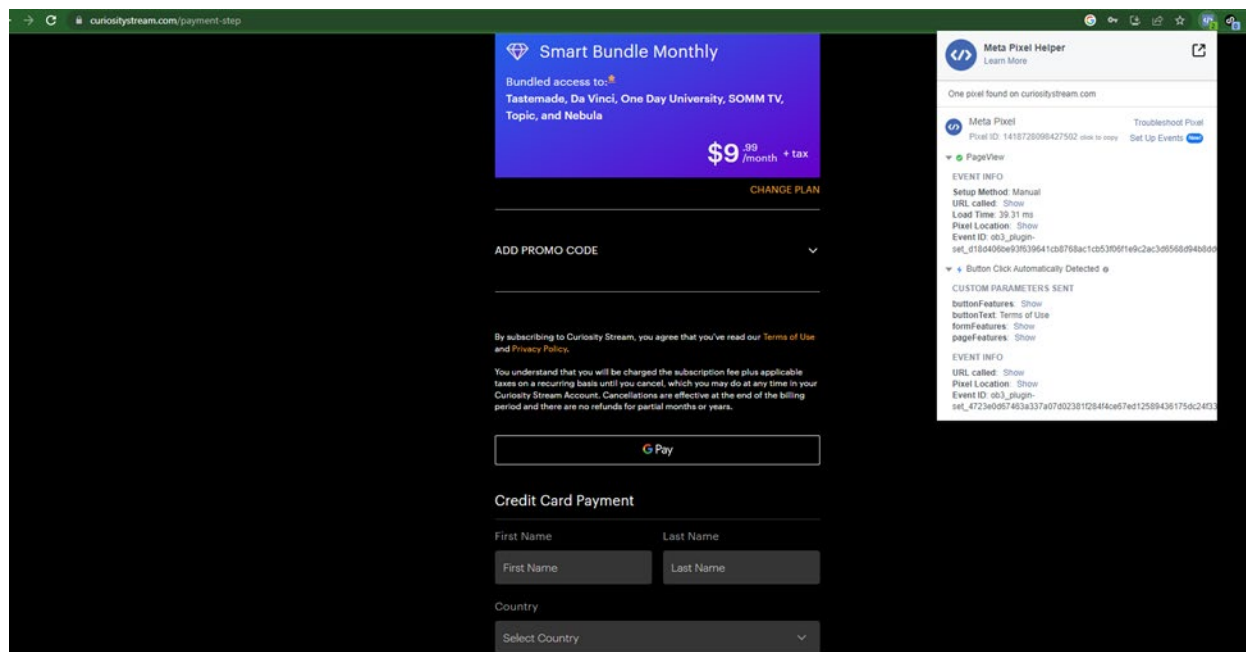 curiositystream.com/payment-step
Smart Bundle Monthly
Bundled access to:*
Tastemade, Da Vinci, One Day University, SOMM TV,
Topic, and Nebula
$9 .99 /month + tax
CHANGE PLAN
ADD PROMO CODE
By subscribing to Curiosity Stream, you agree that you've read our Terms of Use
and Privacy Policy.
You understand that you will be charged the subscription fee plus applicable
taxes on a recurring basis until you cancel, which you may do at any time in your
Curiosity Stream Account. Cancellations are effective at the end of the billing
period and there are no refunds for partial months or years.
G Pay
Credit Card Payment
First Name Last Name
First Name Last Name
Country
Select Country
Meta Pixel Helper
Learn More
One pixel found on curiositystream.com
Meta Pixel Troubleshoot Pixel
Pixel ID: 1418728098427502 click to copy Set Up Events New
PageView
EVENT INFO
Setup Method: Manual
URL called: Show
Load Time: 39.31 ms
Pixel Location: Show
Event ID: ob3_plugin-
Button Click Automatically Detected
CUSTOM PARAMETERS SENT
buttonFeatures: Show
buttonText: Terms of Use
formFeatures: Show
pageFeatures: Show
EVENT INFO
URL called: Show
Pixel Location: Show
Event ID: ob3_plugin-